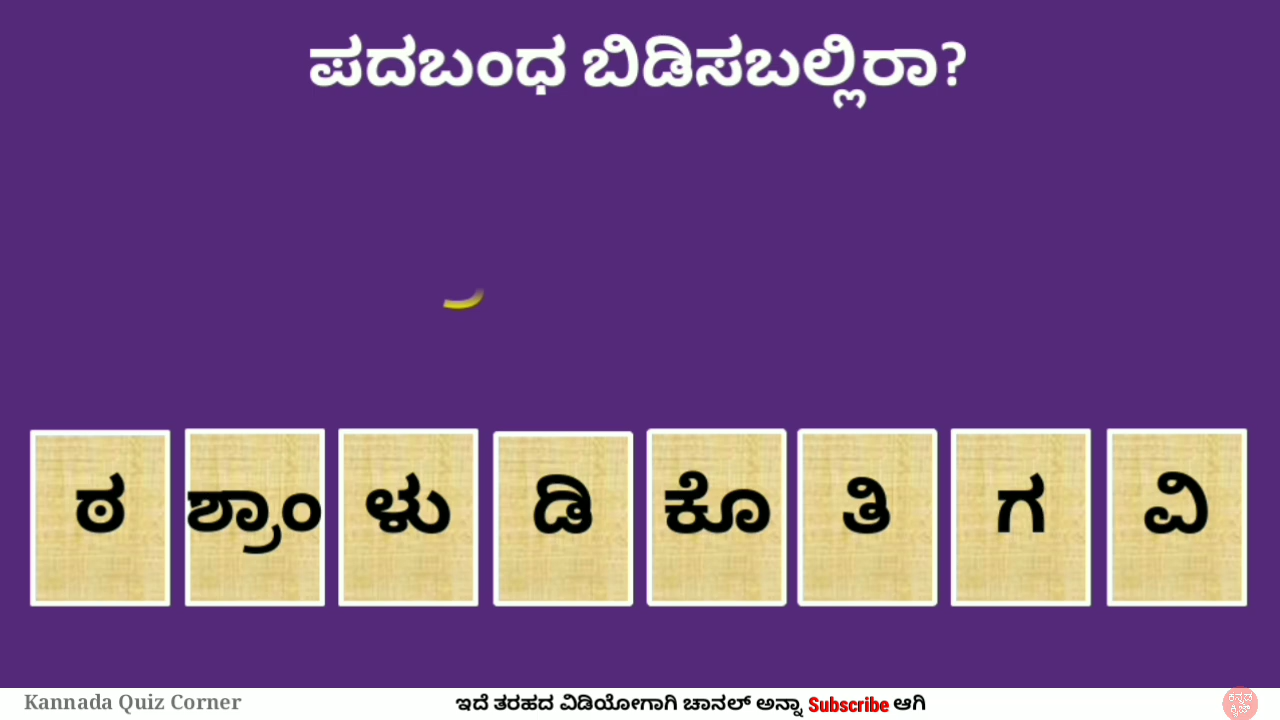 ಪದಬಂಧ ಬಿಡಿಸಬಲ್ಲಿರಾ?
ಠ ಶ್ರಾಂ ಳು ಡಿ ಕೊ ತಿ ಗ ವಿ
Kannada Quiz Corner ಇದೆ ತರಹದ ವಿಡಿಯೋಗಾಗಿ ಚಾನಲ್ ಅನ್ನಾ Subscribe ಆಗಿ